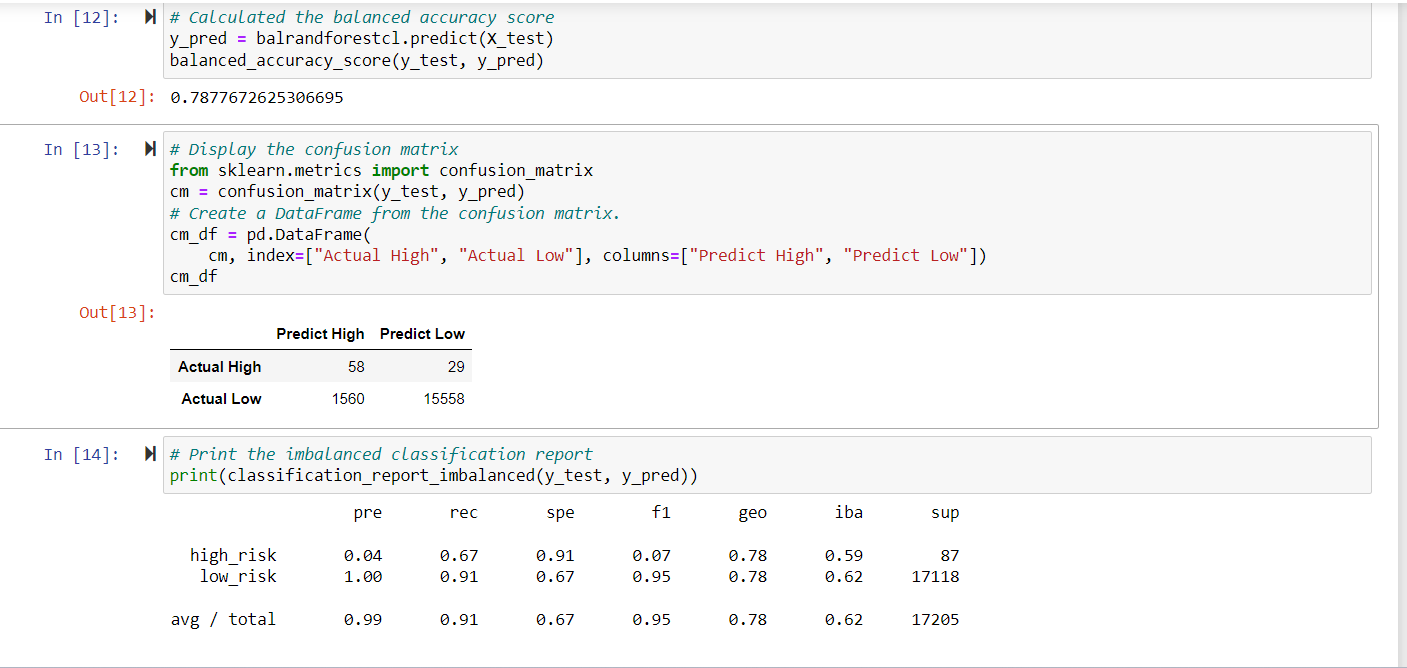 In [12]: # Calculated the balanced accuracy score
y_pred = balrandforestcl.predict(X_test)
balanced_accuracy_score(y_test, y_pred)
Out[12]: 0.7877672625306695
In [13]: # Display the confusion matrix
from sklearn.metrics import confusion_matrix
cm = confusion_matrix(y_test, y_pred)
# Create a DataFrame from the confusion matrix.
cm_df = pd.DataFrame(
    cm, index=["Actual High", "Actual Low"], columns=["Predict High", "Predict Low"])
cm_df
Out[13]:
Predict High Predict Low
Actual High 58 29
Actual Low 1560 15558
In [14]: # Print the imbalanced classification report
print(classification_report_imbalanced(y_test, y_pred))
pre rec spe f1 geo iba sup
high_risk 0.04 0.67 0.91 0.07 0.78 0.59 87
low_risk 1.00 0.91 0.67 0.95 0.78 0.62 17118
avg / total 0.99 0.91 0.67 0.95 0.78 0.62 17205